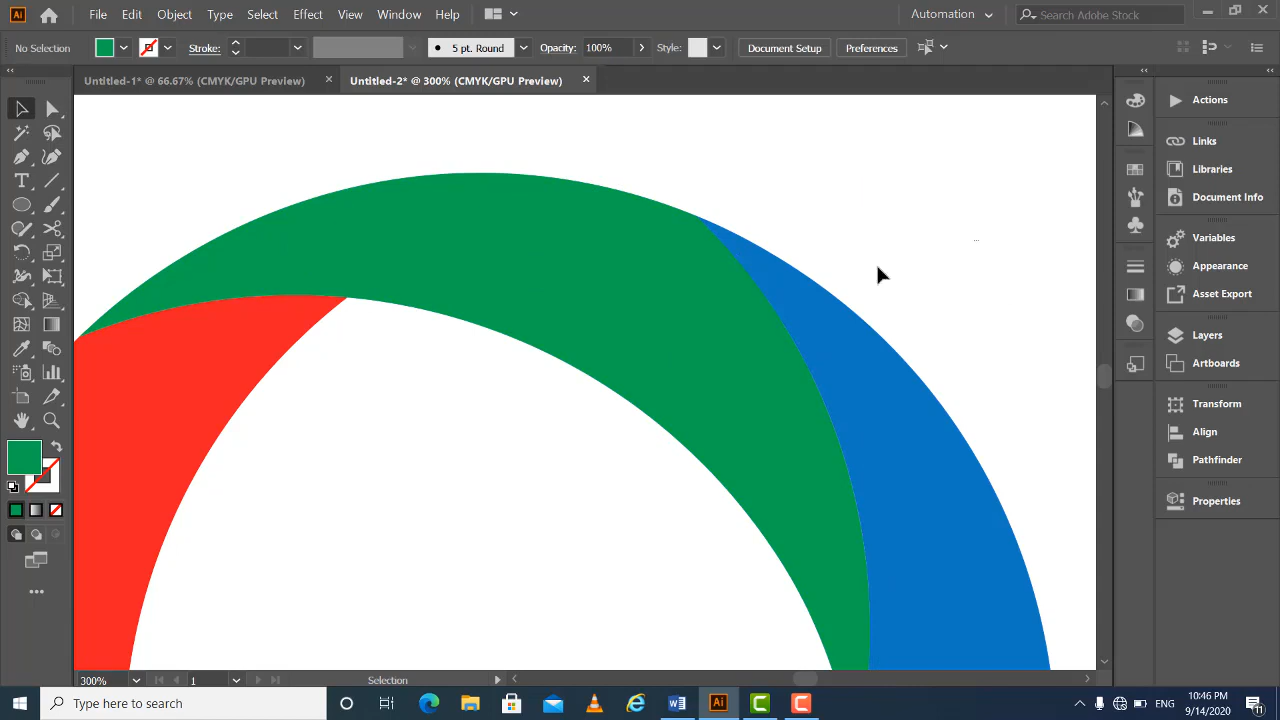 Ai File Edit Object Type Select Effect View Window Help Automation Search Adobe Stock
No Selection Stroke: 5 pt. Round Opacity: 100% Style: Document Setup Preferences
Untitled-1* @ 66.67% (CMYK/GPU Preview) Untitled-2* @ 300% (CMYK/GPU Preview)
Actions
Links
Libraries
Document Info
Variables
Appearance
Asset Export
Layers
Artboards
Transform
Align
Pathfinder
Properties
300% 1 Selection
Type here to search Ai ENG 10:46 PM
9/14/2020